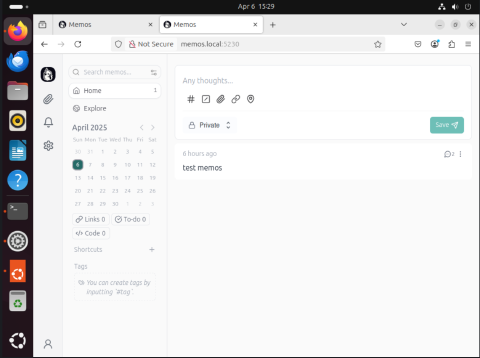 Apr 6 15:29
Memos
Memos
Not Secure
memos.local:5230
Search memos...
Home
Explore
April 2025
Sun Mon Tue Wed Thu Fri Sat
30 31 1 2 3 4 5
6 7 8 9 10 11 12
13 14 15 16 17 18 19
20 21 22 23 24 25 26
27 28 29 30 1 2 3
Links 0
To-do 0
Code 0
Shortcuts
Tags
You can create tags by
inputting `#tag`.
Any thoughts...
Private
Save
6 hours ago
2
test memos